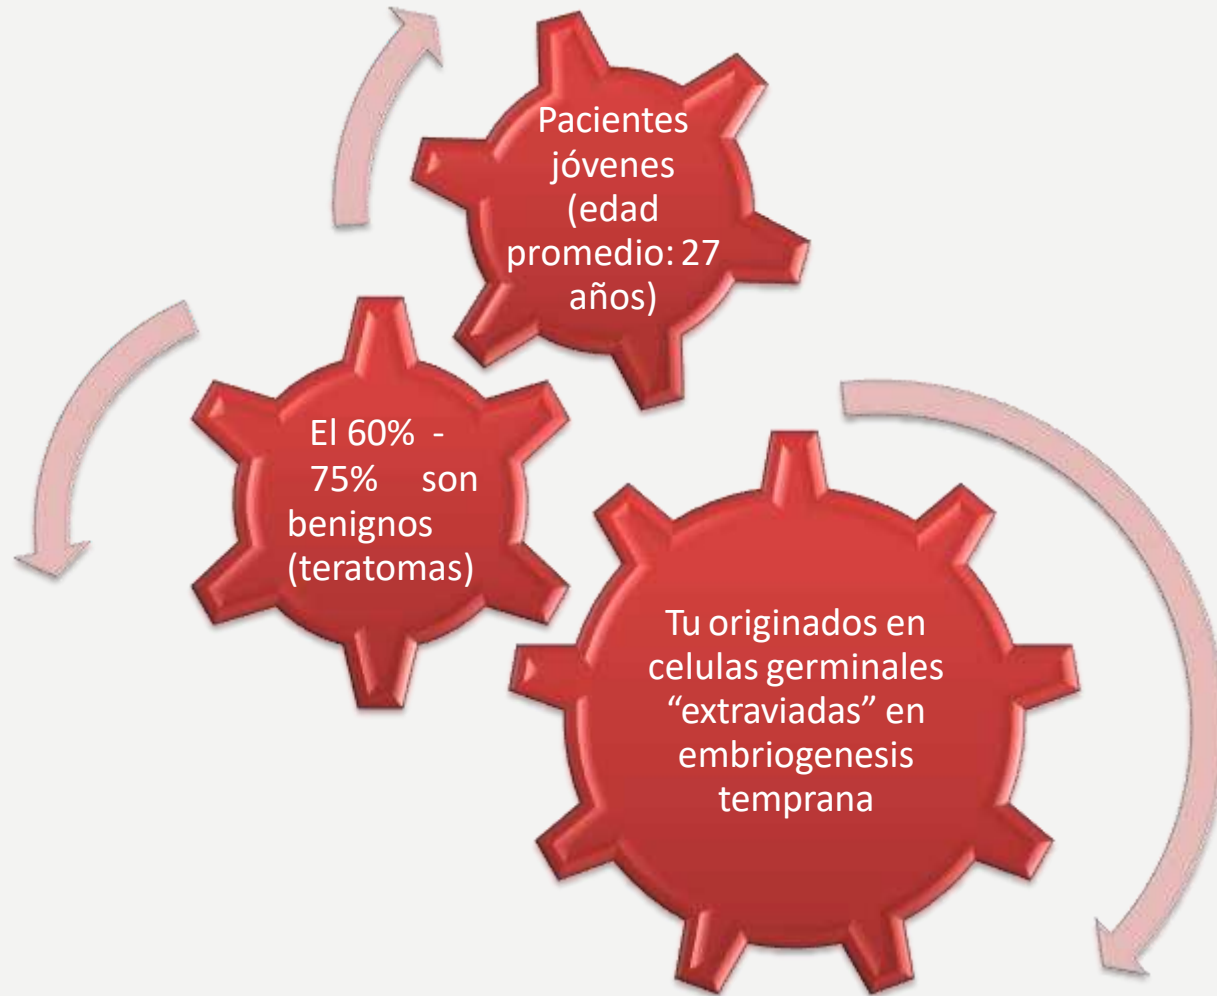 Pacientes
jóvenes
(edad
promedio: 27
años)
El 60% -
75% son
benignos
(teratomas)
Tu originados en
celulas germinales
“extraviadas” en
embriogenesis
temprana